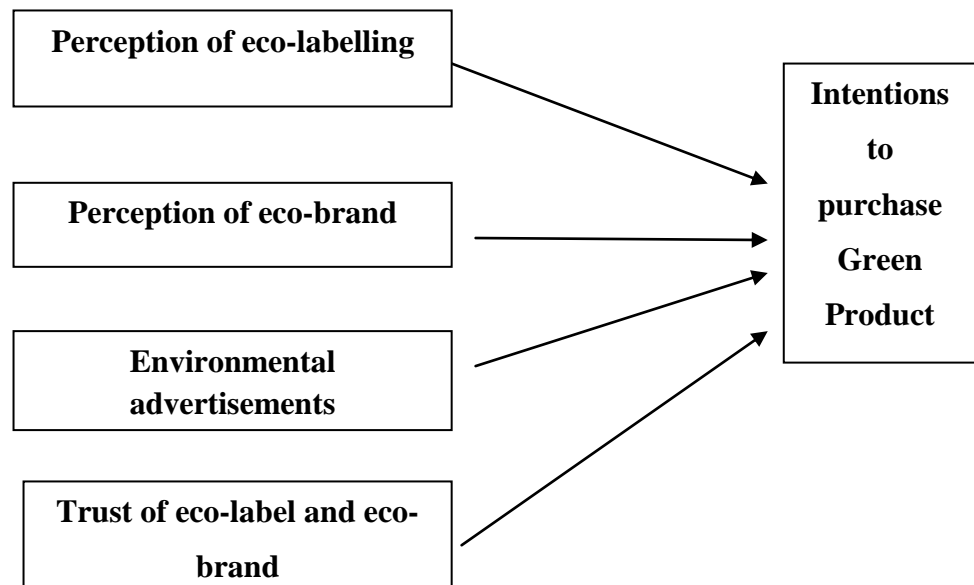 Perception of eco-labelling
Perception of eco-brand
Environmental
advertisements
Trust of eco-label and eco-
brand
Intentions
to
purchase
Green
Product